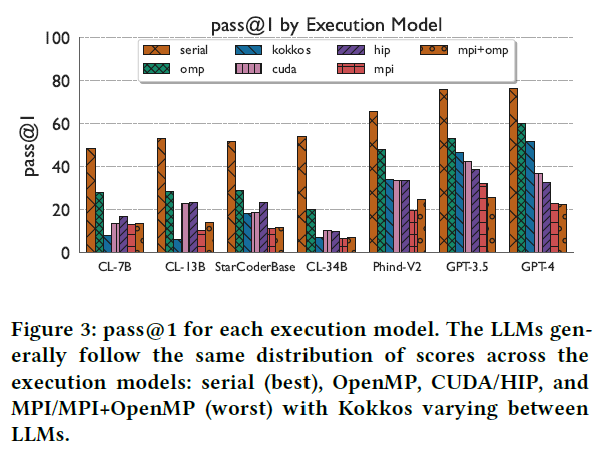 pass@1 by Execution Model
serial kokkos hip mpi+omp
omp cuda mpi
pass@1
100
80
60
40
20
0
CL-7B CL-13B StarCoderBase CL-34B Phind-V2 GPT-3.5 GPT-4
Figure 3: pass@1 for each execution model. The LLMs gen-
erally follow the same distribution of scores across the
execution models: serial (best), OpenMP, CUDA/HIP, and
MPI/MPI+OpenMP (worst) with Kokkos varying between
LLMs.